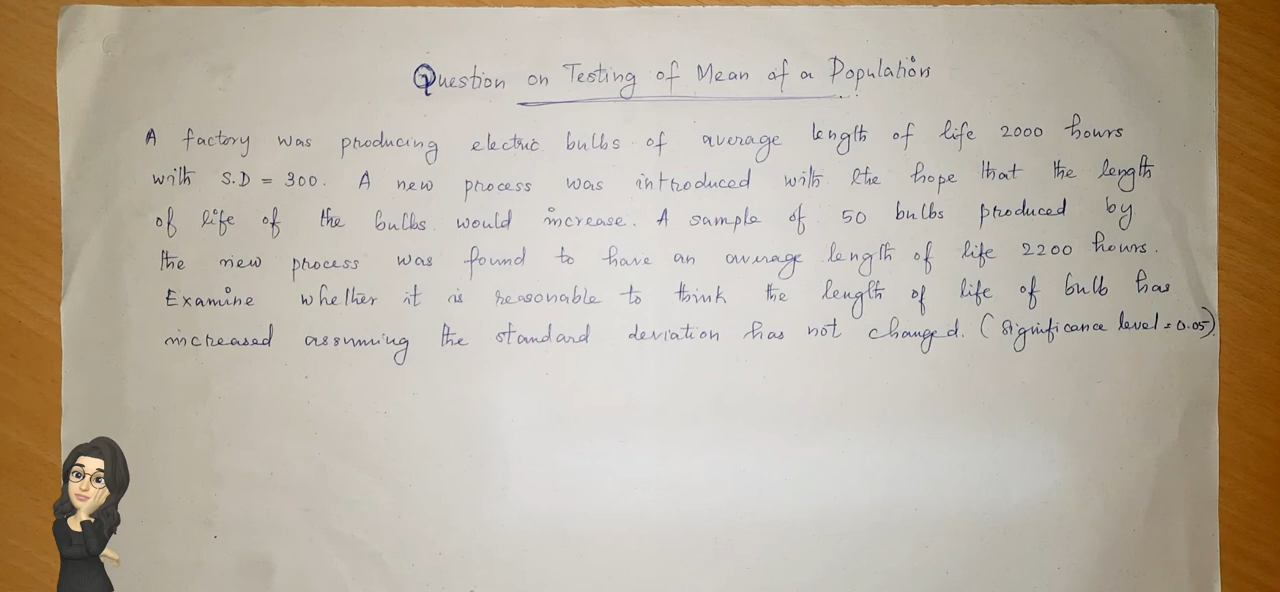 Question on Testing of Mean of a Population
A factory was producing electric bulbs of average length of life 2000 hours
with S.D = 300. A new process was introduced with the hope that the length
of life of the bulbs would increase. A sample of 50 bulbs produced by
the new process was found to have an average length of life 2200 hours.
Examine whether it is reasonable to think the length of life of bulb has
increased assuming the standard deviation has not changed. (Significance level = 0.05)